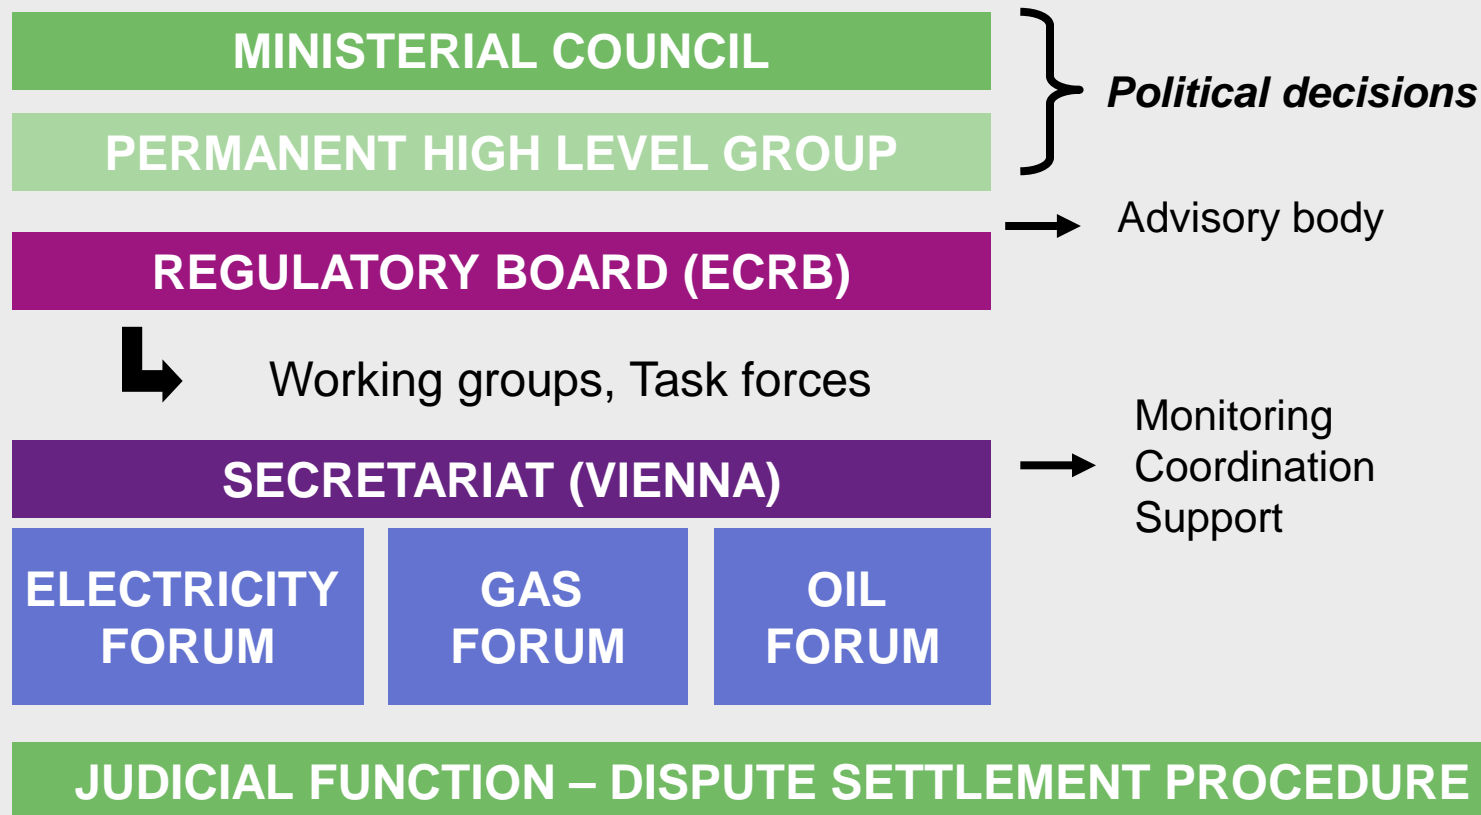 MINISTERIAL COUNCIL
Political decisions
PERMANENT HIGH LEVEL GROUP
Advisory body
REGULATORY BOARD (ECRB)
Working groups, Task forces
Monitoring
Coordination
Support
SECRETARIAT (VIENNA)
ELECTRICITY
FORUM
GAS
FORUM
OIL
FORUM
JUDICIAL FUNCTION – DISPUTE SETTLEMENT PROCEDURE